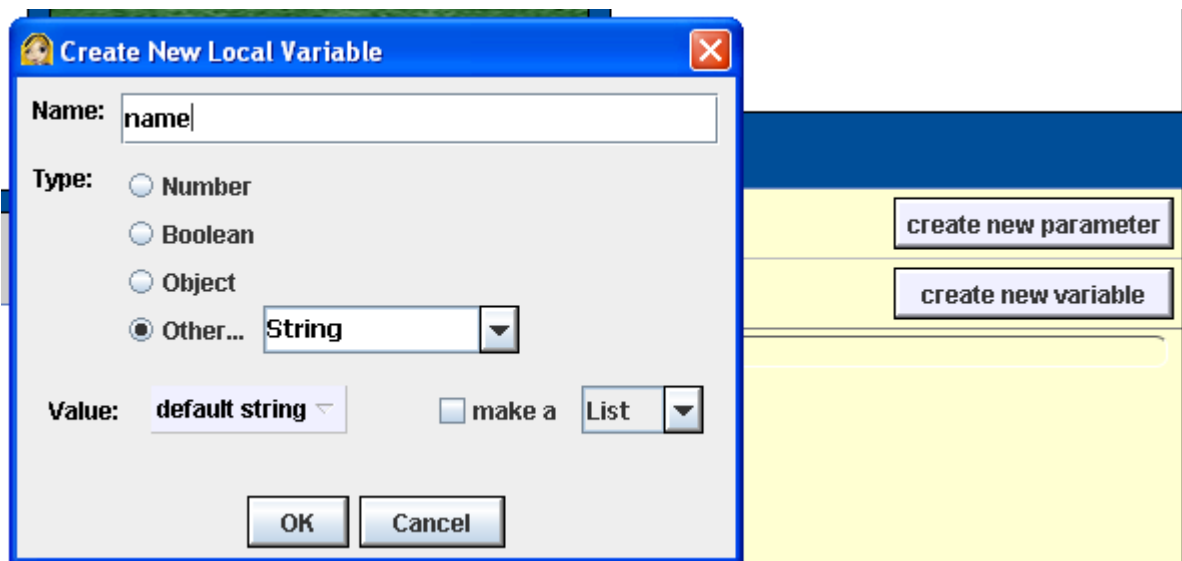 Create New Local Variable
Name: name
Type:
Number
Boolean
Object
Other... String
Value: default string make a List
OK Cancel
create new parameter
create new variable